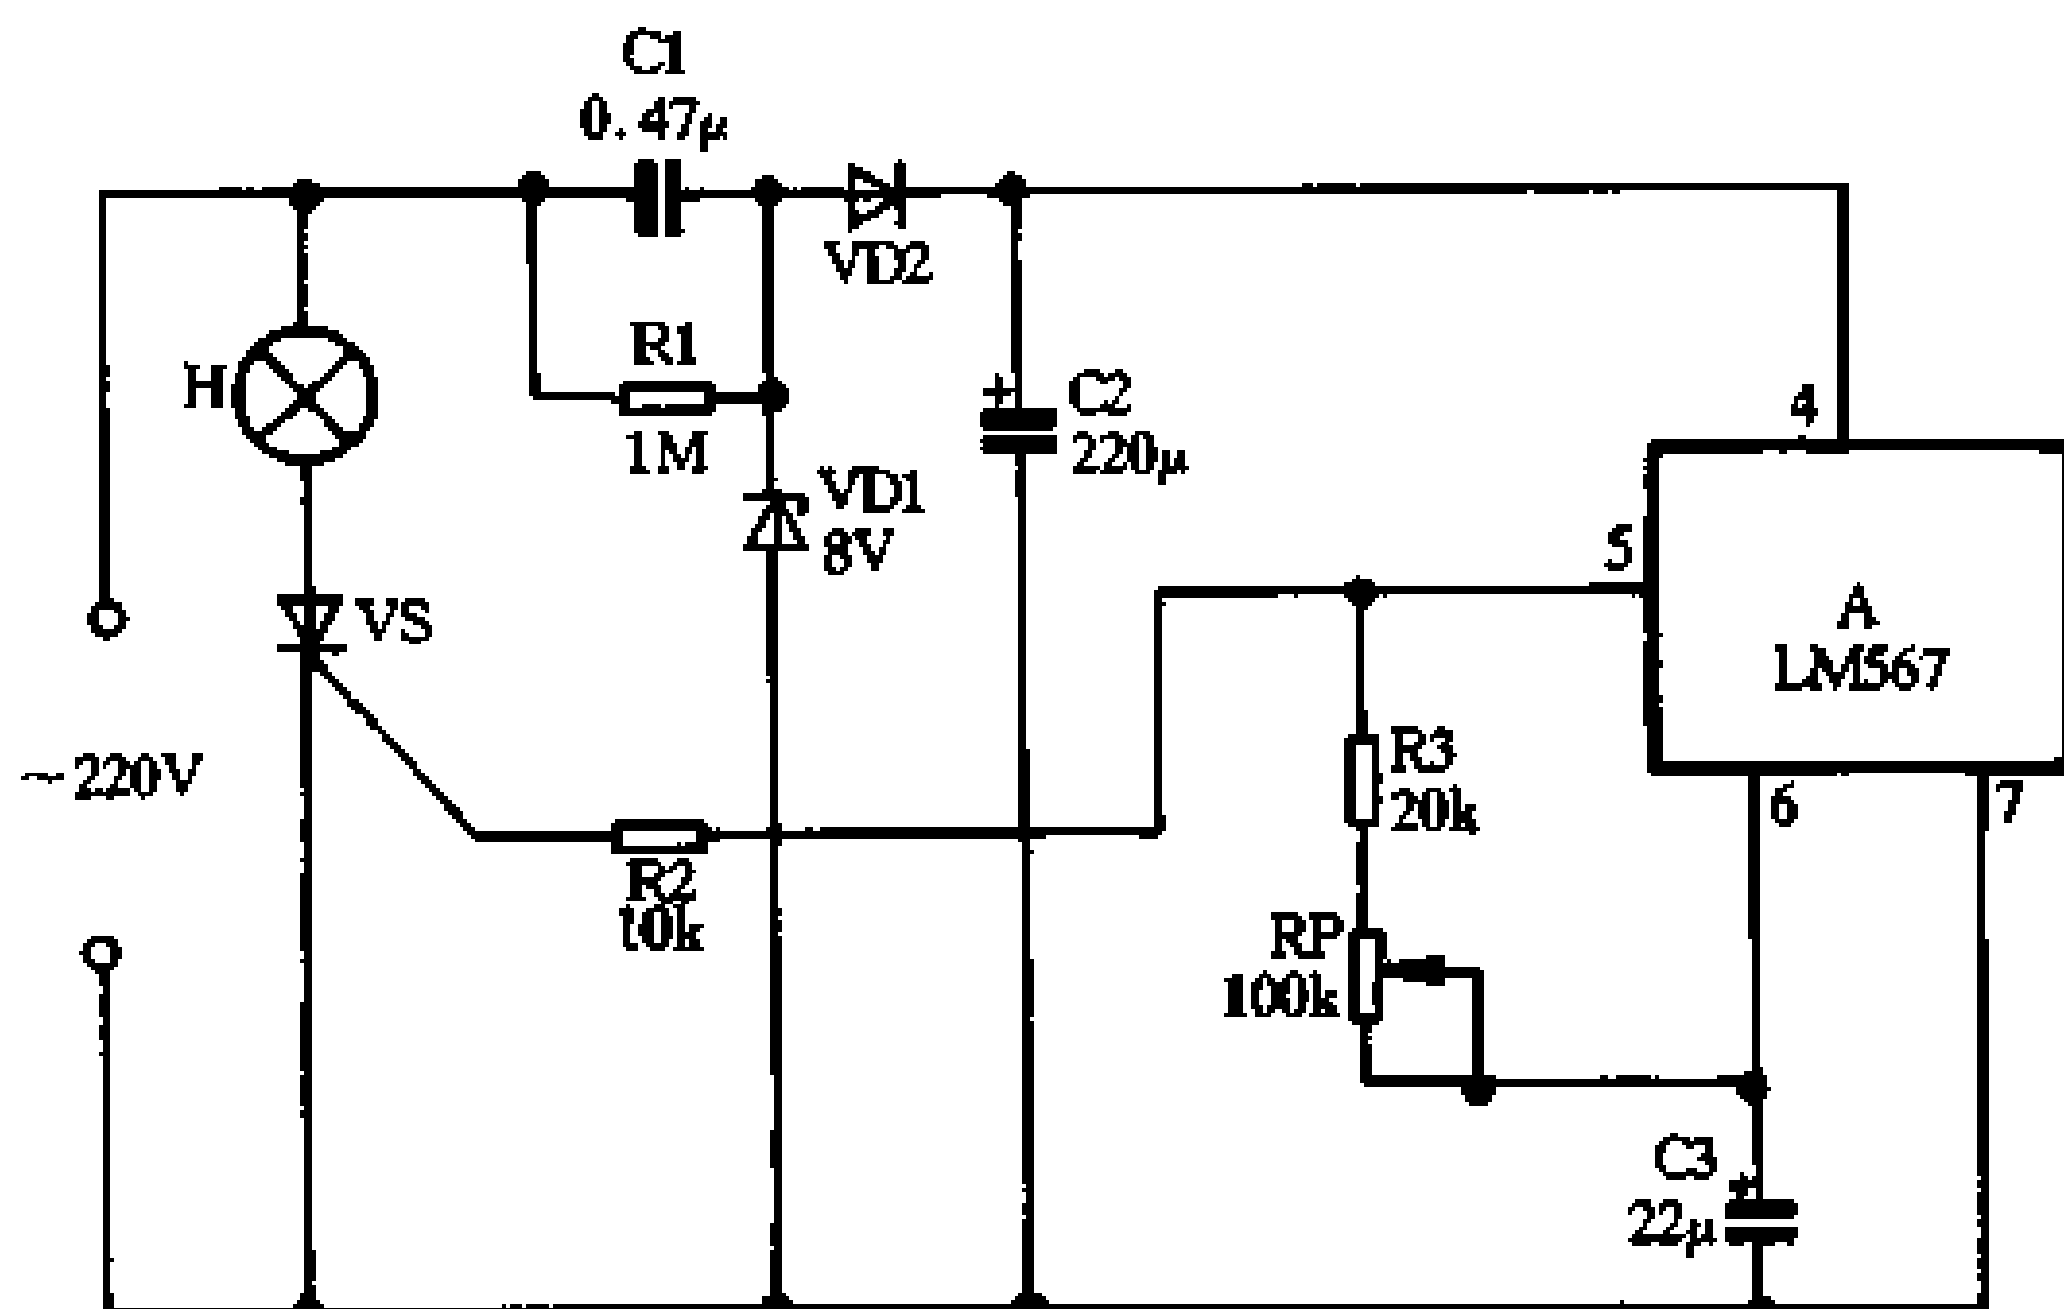 C1
0.47μ
VD2
H
R1
1M
C2
220μ
VD1
8V
4
5
VS
A
LM567
~220V
R3
20k
6
7
R2
10k
RP
100k
C3
22μ